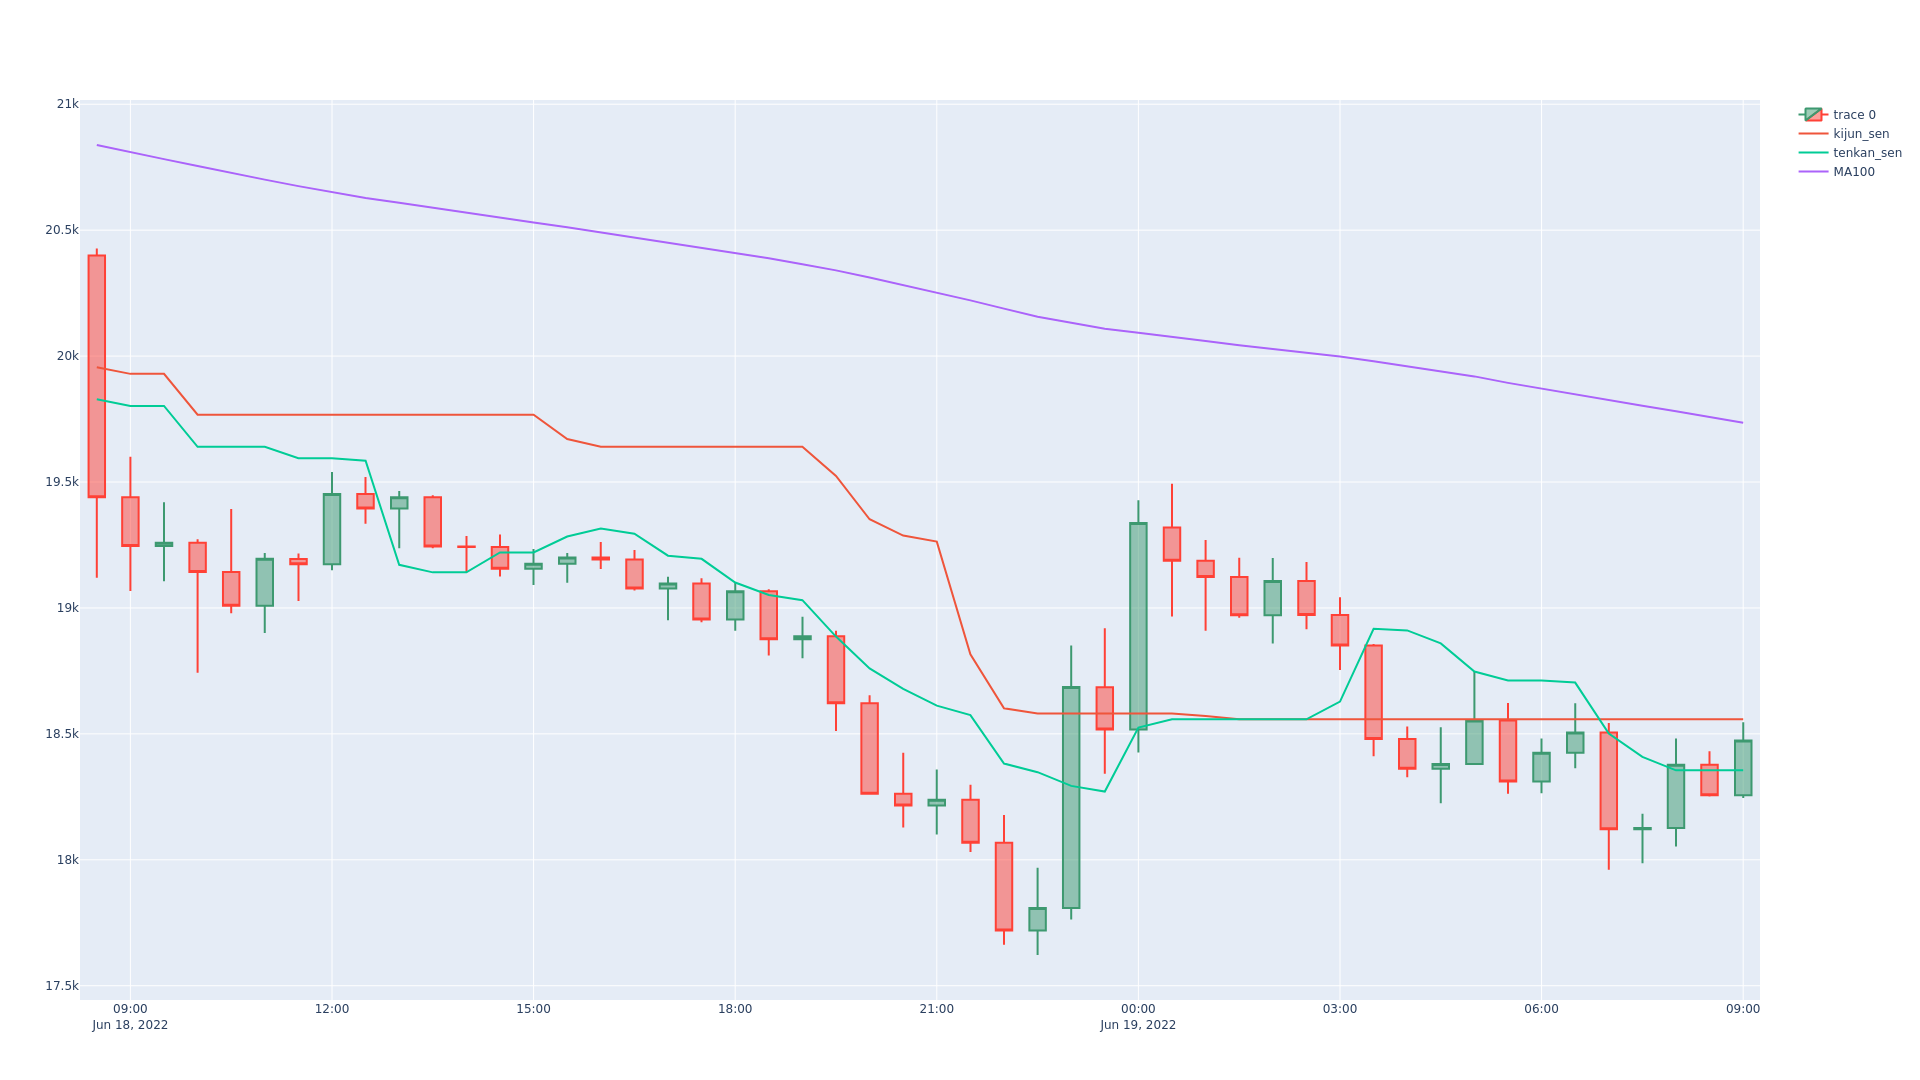 21k
20.5k
20k
19.5k
19k
18.5k
18k
17.5k
09:00
Jun 18, 2022
12:00
15:00
18:00
21:00
00:00
Jun 19, 2022
03:00
06:00
09:00
trace 0
kijun_sen
tenkan_sen
MA100